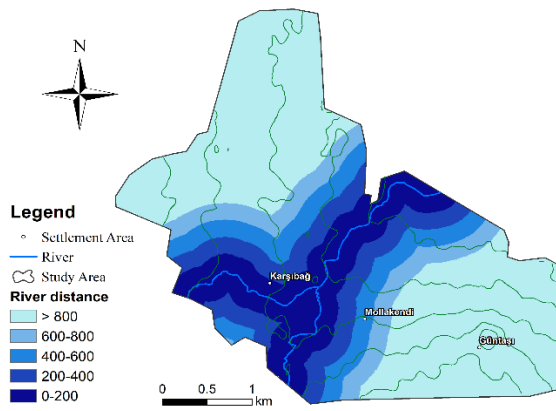 N
Legend
Settlement Area
River
Study Area
River distance
> 800
600-800
400-600
200-400
0-200
Karşıbağ
Mollakendi
Güntaşı
0 0.5 1
km